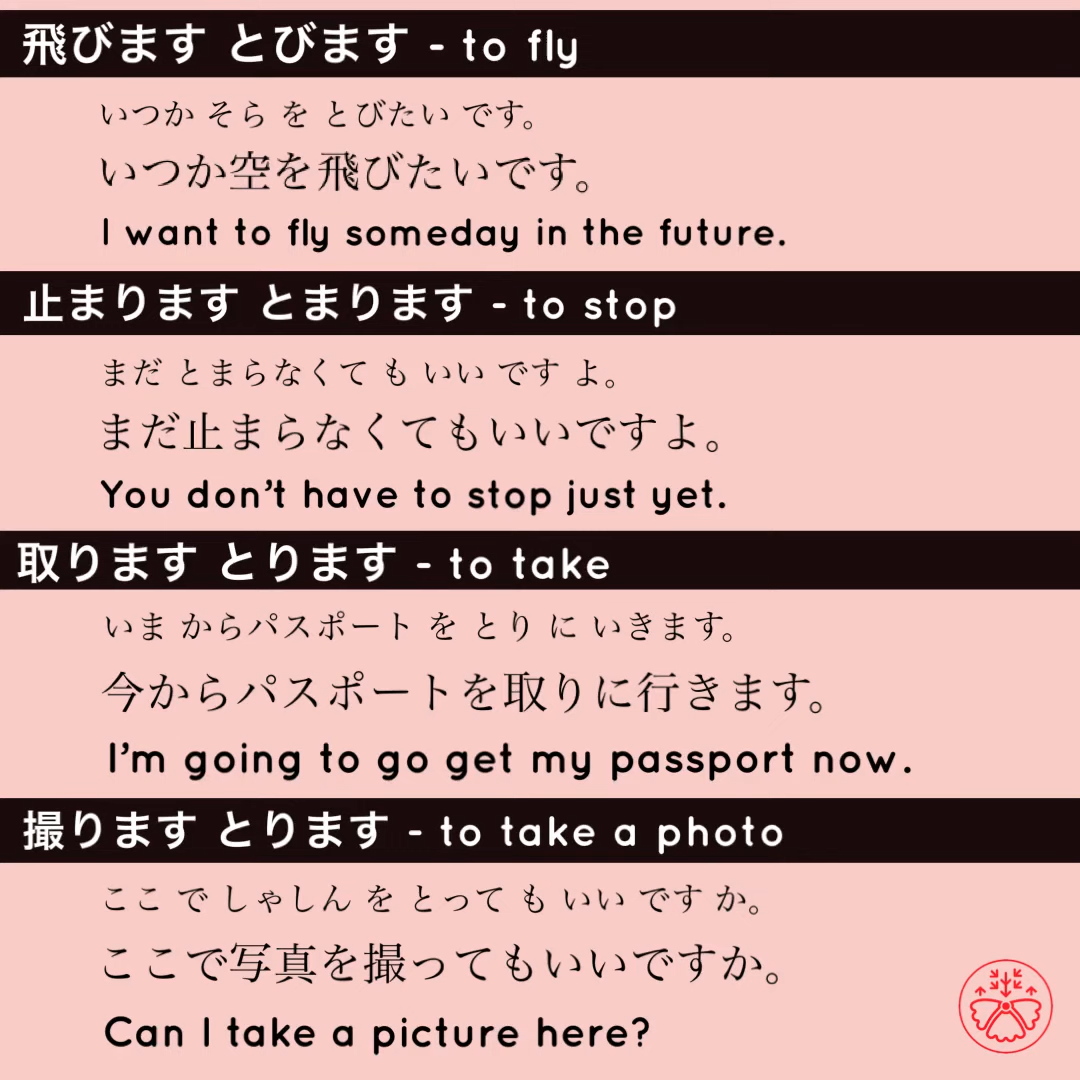 飛びます とびます - to fly
いつか そら を とびたい です。
いつか空を飛びたいです。
I want to fly someday in the future.
止まります とまります - to stop
まだ とまらなくて も いい です よ。
まだ止まらなくてもいいですよ。
You don't have to stop just yet.
取ります とります - to take
いま からパスポート を とり に いきます。
今からパスポートを取りに行きます。
I'm going to go get my passport now.
撮ります とります - to take a photo
ここ で しゃしん を とって も いい です か。
ここで写真を撮ってもいいですか。
Can I take a picture here?